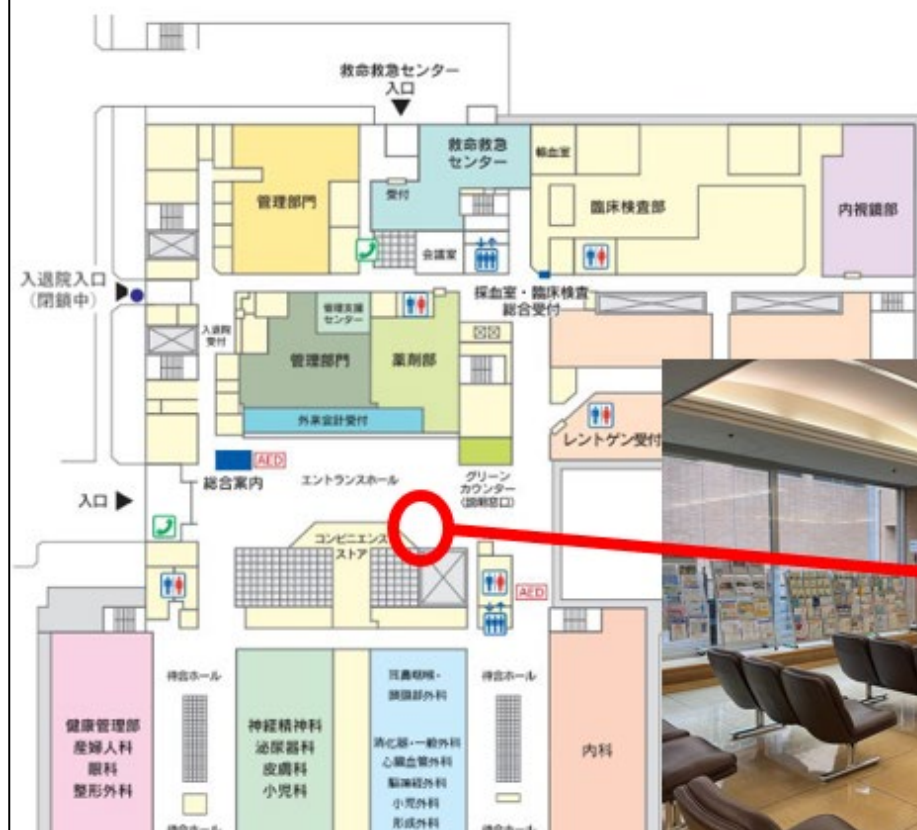 救命救急センター
入口
救命救急
センター
輸血室
管理部門
受付
臨床検査部
内視鏡部
会議室
入退院入口
(閉鎖中)
採血室・臨床検査
総合受付
入退院
受付
センター
管理部門
薬剤部
外来会計受付
レントゲン受付
AED
総合案内
エントランスホール
グリーン
カウンター
(説明窓口)
入口
コンビニエンス
ストア
AED
待合ホール
耳鼻咽喉・
頭頸部外科
待合ホール
健康管理部
産婦人科
眼科
整形外科
神経精神科
泌尿器科
皮膚科
小児科
消化器・一般外科
心臓血管外科
脳神経外科
小児外科
形成外科
内科
待合ホール
待合ホール